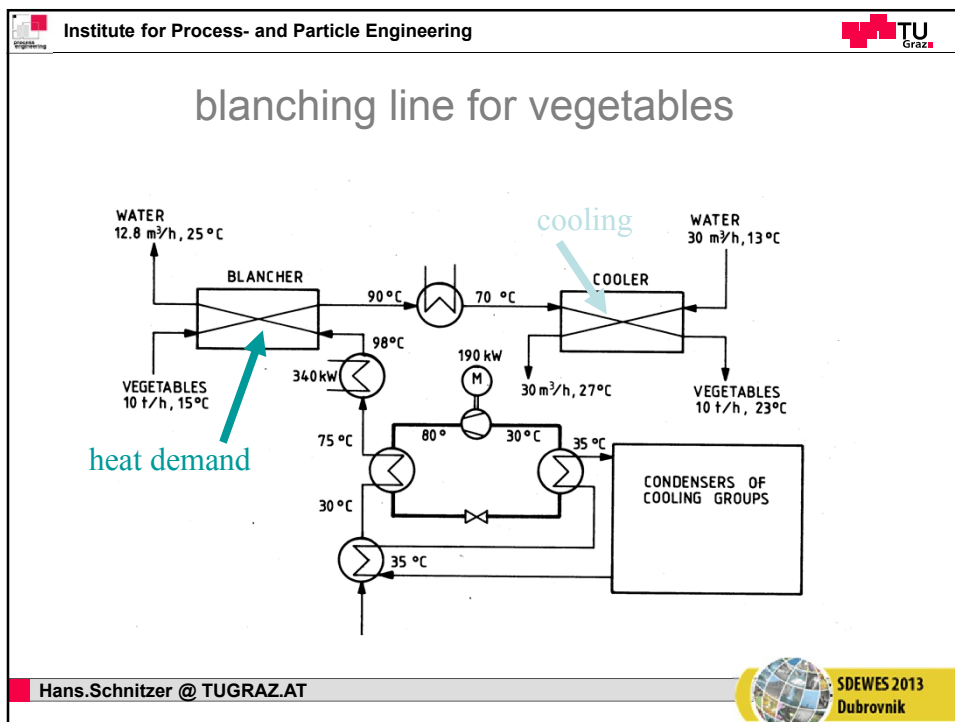 process
engineering
Institute for Process- and Particle Engineering
TU
Graz
blanching line for vegetables
WATER
12.8 m³/h, 25°C
cooling
WATER
30 m³/h, 13°C
BLANCHER
90°C
70 °C
COOLER
98°C
340kW
190 kW
M
VEGETABLES
10 t/h, 15°C
30 m³/h, 27°C
VEGETABLES
10 t/h, 23°C
heat demand
75 °C
80°
30°C
35 °C
CONDENSERS OF
COOLING GROUPS
30 °C
35 °C
Hans.Schnitzer @ TUGRAZ.AT
SDEWES 2013
Dubrovnik